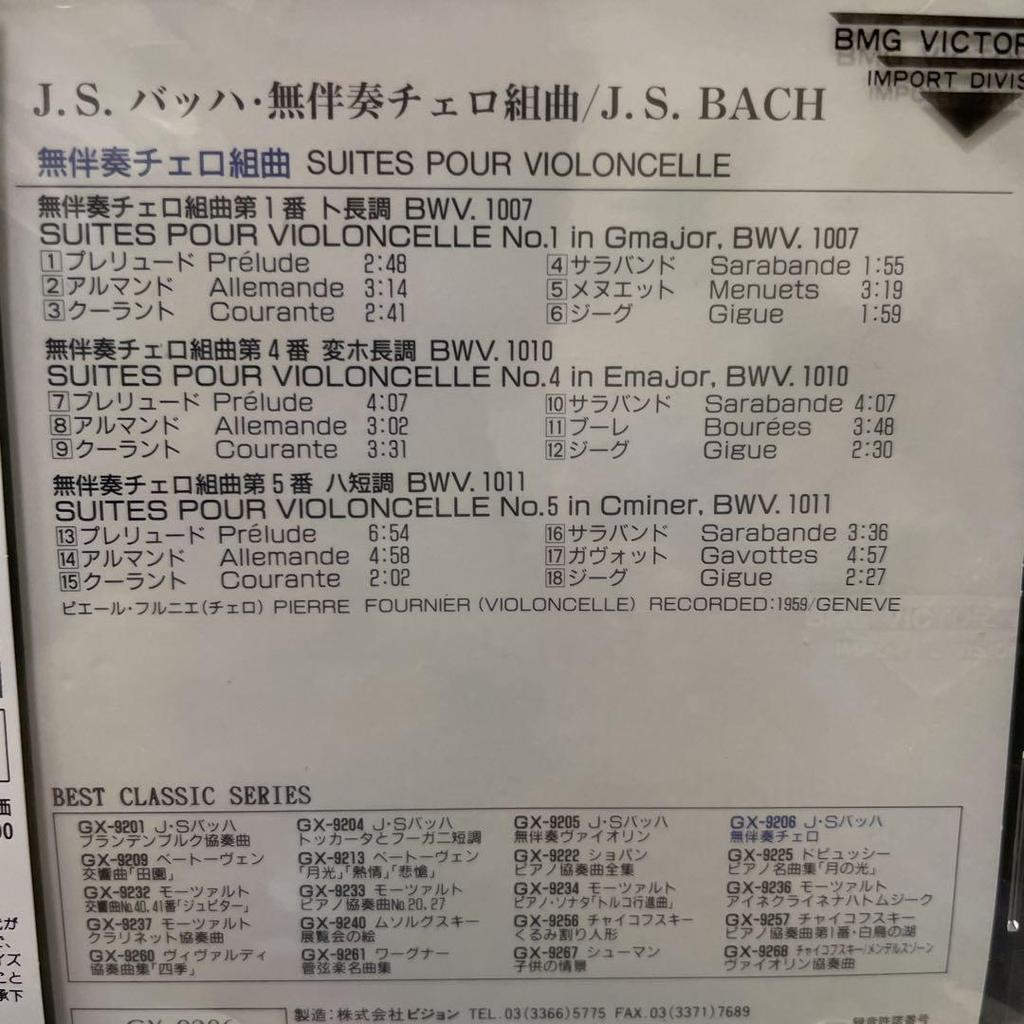 BMG VICTOR
IMPORT DIVIS
J.S. バッハ・無伴奏チェロ組曲/J.S. BACH
無伴奏チェロ組曲 SUITES POUR VIOLONCELLE
無伴奏チェロ組曲第1番 ト長調 BWV. 1007
SUITES POUR VIOLONCELLE No.1 in Gmajor, BWV. 1007
1 プレリュード Prélude 2:48 4 サラバンド Sarabande 1:55
2 アルマンド Allemande 3:14 5 メヌエット Menuets 3:19
3 クーラント Courante 2:41 6 ジーグ Gigue 1:59
無伴奏チェロ組曲第4番 変ホ長調 BWV. 1010
SUITES POUR VIOLONCELLE No.4 in Emajor, BWV. 1010
7 プレリュード Prélude 4:07 10 サラバンド Sarabande 4:07
8 アルマンド Allemande 3:02 11 ブーレ Bourées 3:48
9 クーラント Courante 3:31 12 ジーグ Gigue 2:30
無伴奏チェロ組曲第5番 ハ短調 BWV. 1011
SUITES POUR VIOLONCELLE No.5 in Cminer, BWV. 1011
13 プレリュード Prélude 6:54 16 サラバンド Sarabande 3:36
14 アルマンド Allemande 4:58 17 ガヴォット Gavottes 4:57
15 クーラント Courante 2:02 18 ジーグ Gigue 2:27
ピエール・フルニエ(チェロ) PIERRE FOURNIER (VIOLONCELLE) RECORDED:1959/GENEVE
BEST CLASSIC SERIES
GX-9201 J・Sバッハ GX-9204 J・Sバッハ GX-9205 J・Sバッハ GX-9206 J・Sバッハ
ブランデンブルク協奏曲 トッカータとフーガニ短調 無伴奏ヴァイオリン 無伴奏チェロ
GX-9209 ベートーヴェン GX-9213 ベートーヴェン GX-9222 ショパン GX-9225 ドビュッシー
交響曲「田園」 「月光」「熱情」「悲愴」 ピアノ協奏曲全集 ピアノ名曲集「月の光」
GX-9232 モーツァルト GX-9233 モーツァルト GX-9234 モーツァルト GX-9236 モーツァルト
交響曲No.40.41番「ジュピター」 ピアノ協奏曲No.20.27 ピアノ・ソナタ「トルコ行進曲」 アイネクライネナハトムジーク
GX-9237 モーツァルト GX-9240 ムソルグスキー GX-9256 チャイコフスキー GX-9257 チャイコフスキー
クラリネット協奏曲 展覧会の絵 くるみ割り人形 ピアノ協奏曲第1番・白鳥の湖
GX-9260 ヴィヴァルディ GX-9261 ワーグナー GX-9267 シューマン GX-9268 チャイコフスキー/メンデルスゾーン
協奏曲集「四季」 管弦楽名曲集 子供の情景 ヴァイオリン協奏曲
製造：株式会社ピジョン TEL.03(3366)5775 FAX.03(3371)7689